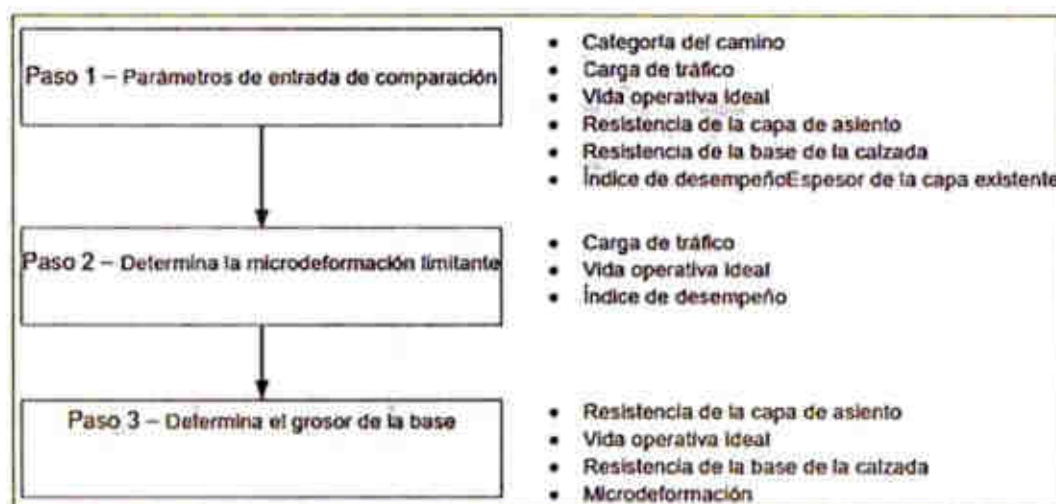 Paso 1 – Parámetros de entrada de comparación
• Categoría del camino
• Carga de tráfico
• Vida operativa ideal
• Resistencia de la capa de asiento
• Resistencia de la base de la calzada
• Índice de desempeñoEspesor de la capa existente
Paso 2 – Determina la microdeformación limitante
• Carga de tráfico
• Vida operativa ideal
• Índice de desempeño
Paso 3 – Determina el grosor de la base
• Resistencia de la capa de asiento
• Vida operativa ideal
• Resistencia de la base de la calzada
• Microdeformación